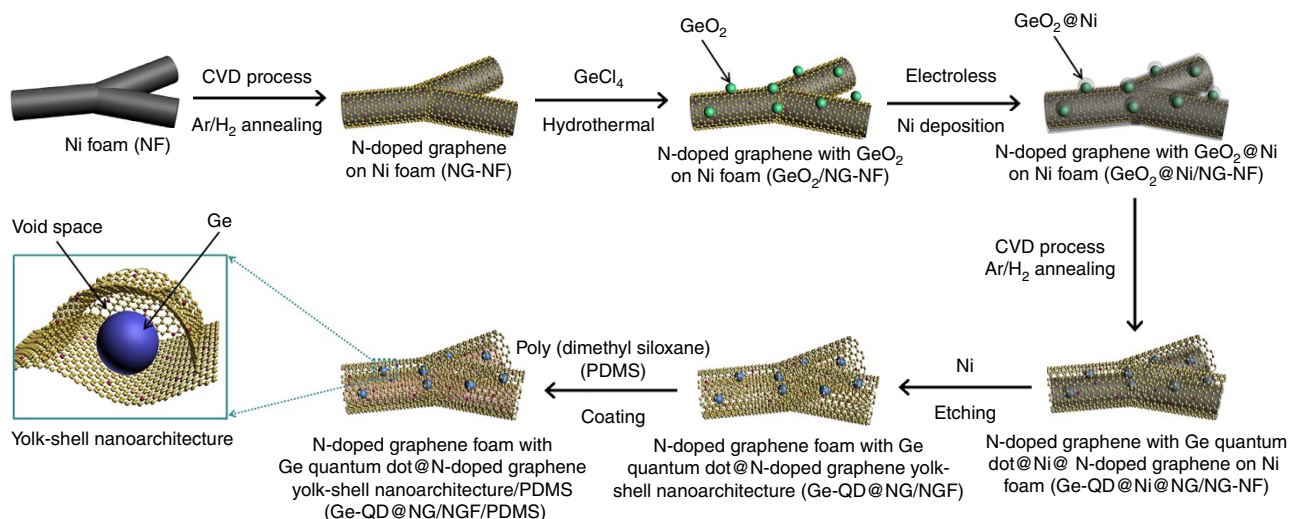 GeO₂
GeO₂@Ni
CVD process
Ar/H₂ annealing
GeCl₄
Hydrothermal
Electroless
Ni deposition
Ni foam (NF)
N-doped graphene
on Ni foam (NG-NF)
N-doped graphene with GeO₂
on Ni foam (GeO₂/NG-NF)
N-doped graphene with GeO₂@Ni
on Ni foam (GeO₂@Ni/NG-NF)
CVD process
Ar/H₂ annealing
Void space
Ge
Yolk-shell nanoarchitecture
Poly (dimethyl siloxane)
(PDMS)
Coating
Ni
Etching
N-doped graphene foam with
Ge quantum dot@N-doped graphene
yolk-shell nanoarchitecture/PDMS
(Ge-QD@NG/NGF/PDMS)
N-doped graphene foam with Ge
quantum dot@N-doped graphene yolk-
shell nanoarchitecture (Ge-QD@NG/NGF)
N-doped graphene with Ge quantum
dot@Ni@ N-doped graphene on Ni
foam (Ge-QD@Ni@NG/NG-NF)